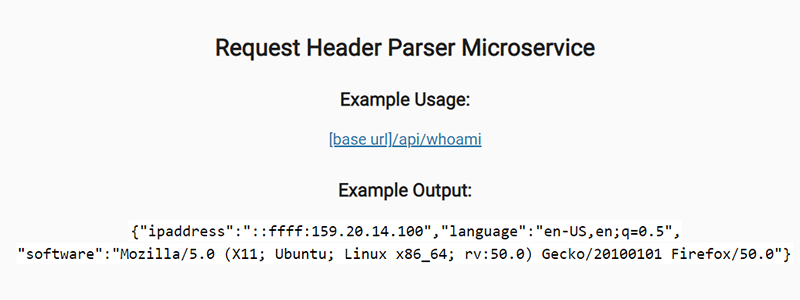 Request Header Parser Microservice
Example Usage:
[base url]/api/whoami
Example Output:
{"ipaddress":"::ffff:159.20.14.100","language":"en-US,en;q=0.5",
"software":"Mozilla/5.0 (X11; Ubuntu; Linux x86_64; rv:50.0) Gecko/20100101 Firefox/50.0"}